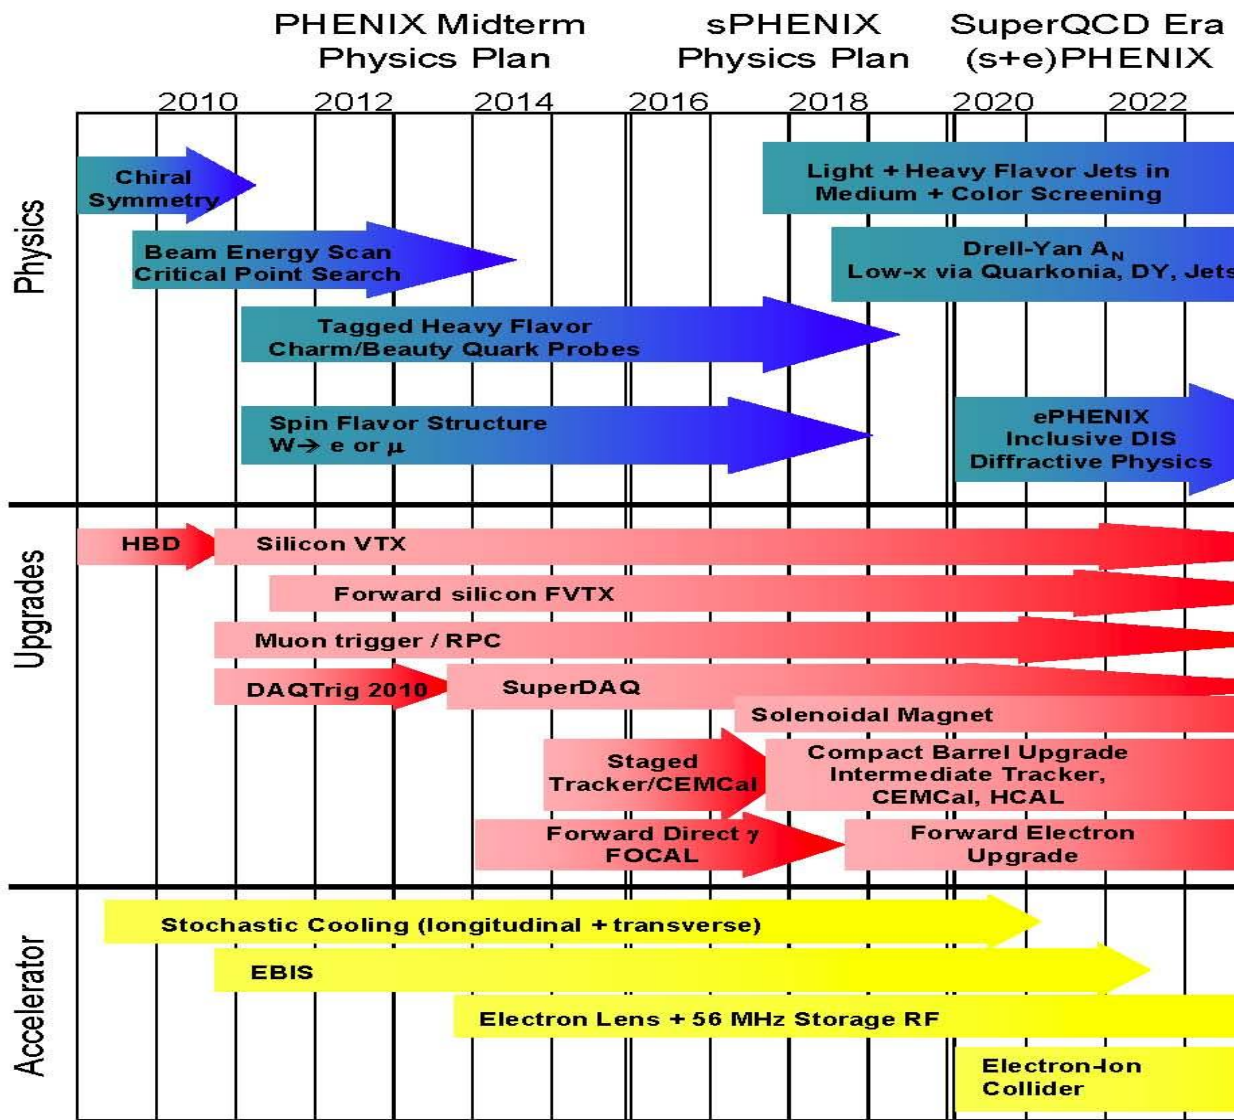 PHENIX Midterm
Physics Plan
sPHENIX
Physics Plan
SuperQCD Era
(s+e)PHENIX
2010 2012 2014 2016 2018 2020 2022
Physics
Chiral
Symmetry
Light + Heavy Flavor Jets in
Medium + Color Screening
Beam Energy Scan
Critical Point Search
Drell-Yan A_N
Low-x via Quarkonia, DY, Jets
Tagged Heavy Flavor
Charm/Beauty Quark Probes
Spin Flavor Structure
W→ e or μ
ePHENIX
Inclusive DIS
Diffractive Physics
Upgrades
HBD
Silicon VTX
Forward silicon FVTX
Muon trigger / RPC
DAQTrig 2010
SuperDAQ
Solenoidal Magnet
Staged
Tracker/CEMCal
Compact Barrel Upgrade
Intermediate Tracker,
CEMCal, HCAL
Forward Direct γ
FOCAL
Forward Electron
Upgrade
Accelerator
Stochastic Cooling (longitudinal + transverse)
EBIS
Electron Lens + 56 MHz Storage RF
Electron-Ion
Collider